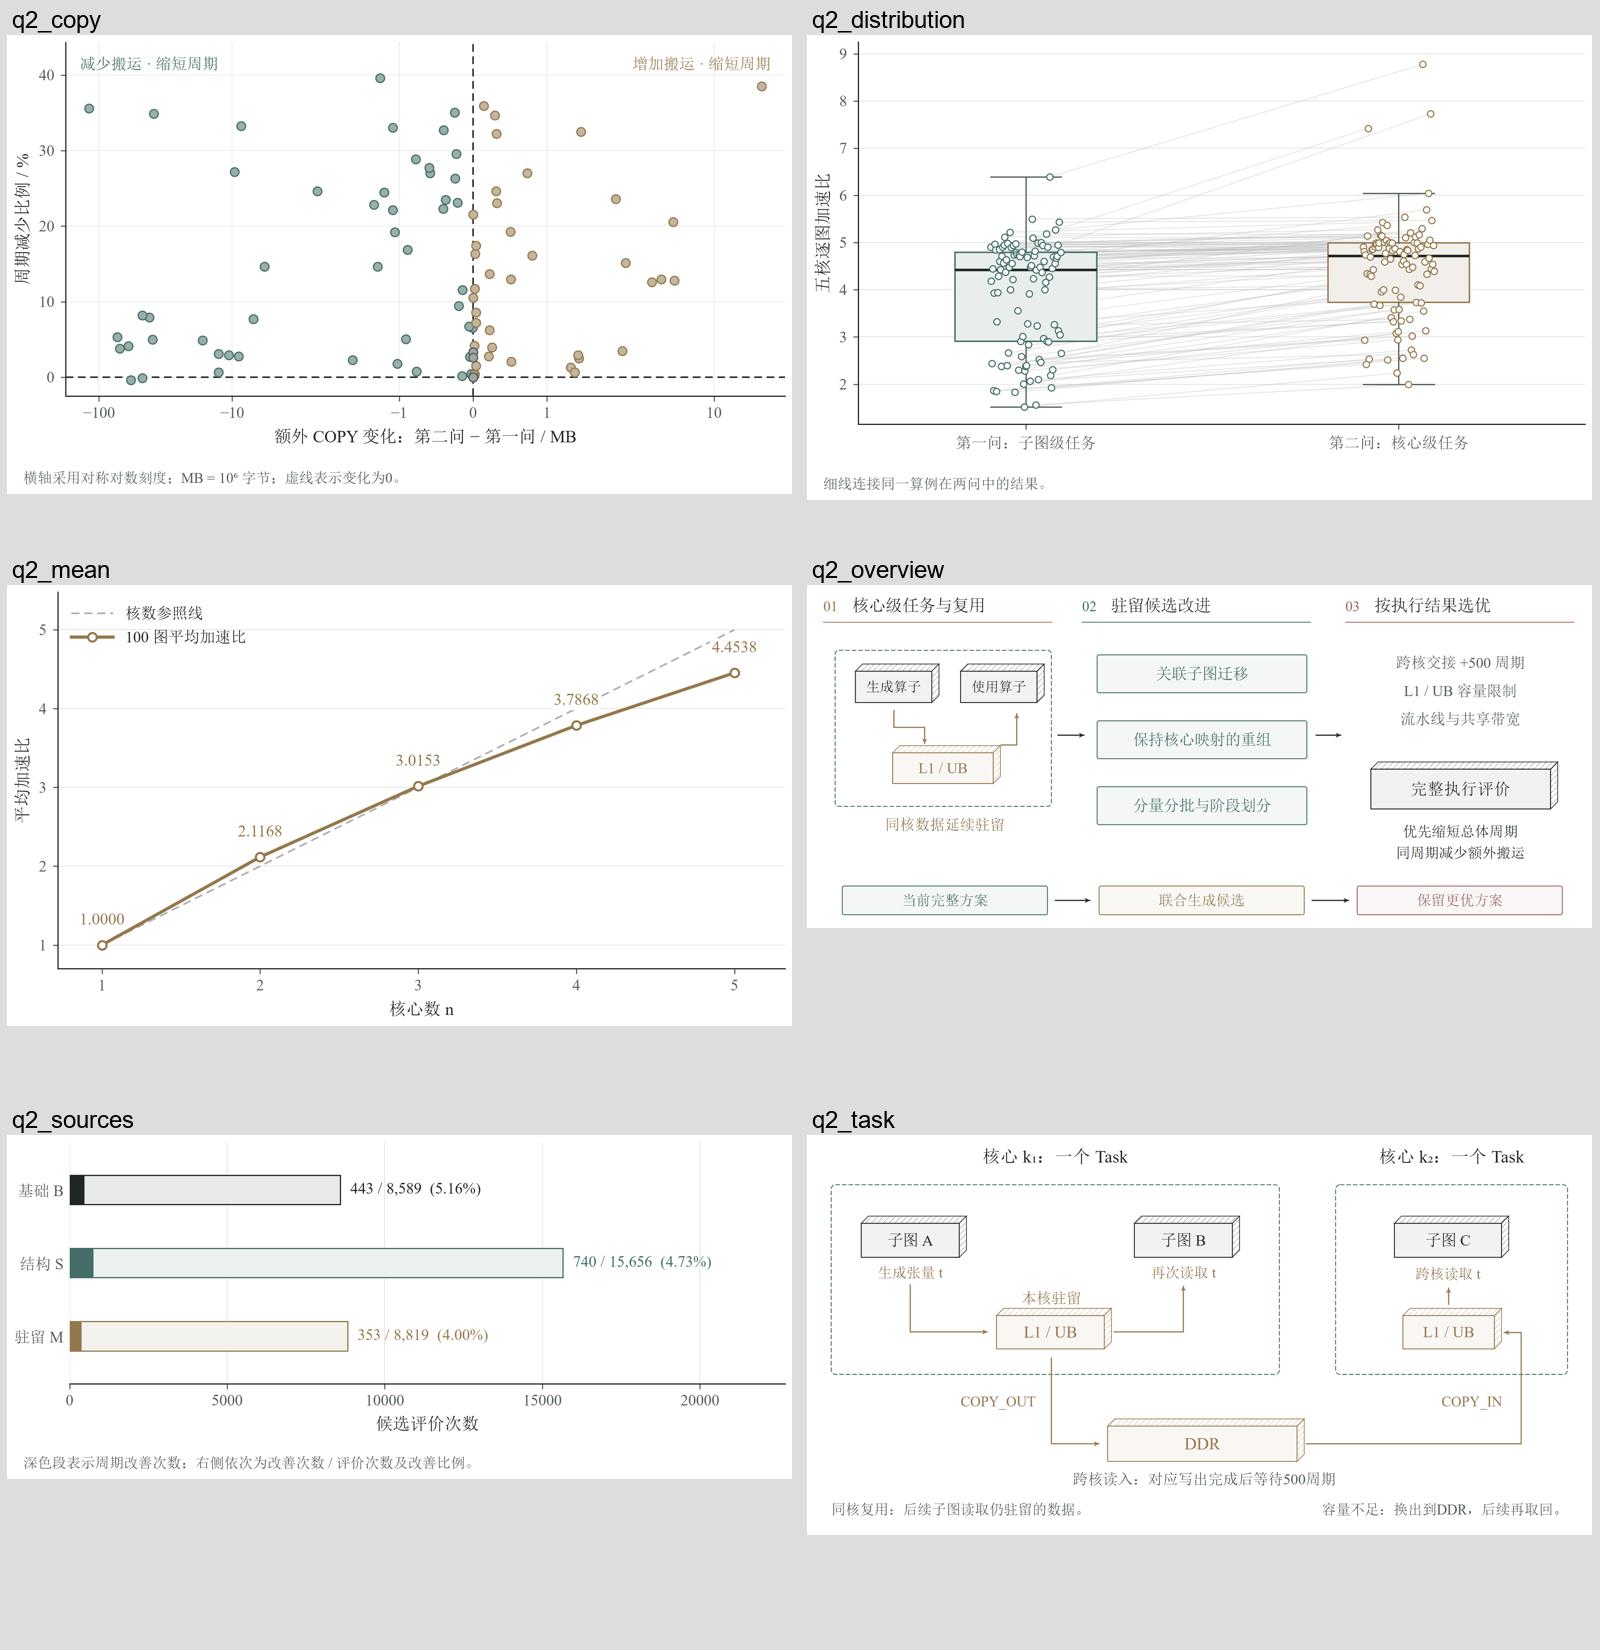 q2_copy
减少搬运 · 缩短周期
增加搬运 · 缩短周期
周期减少比例 / %
40
30
20
10
0
−100
−10
−1
0
1
10
额外 COPY 变化：第二问 − 第一问 / MB
横轴采用对称对数刻度；MB = 10⁶ 字节；虚线表示变化为0。
q2_distribution
五核逐图加速比
9
8
7
6
5
4
3
2
第一问：子图级任务
第二问：核心级任务
细线连接同一算例在两问中的结果。
q2_mean
核数参照线
100 图平均加速比
平均加速比
5
4
3
2
1
1.0000
2.1168
3.0153
3.7868
4.4538
1
2
3
4
5
核心数 n
q2_overview
01 核心级任务与复用
02 驻留候选改进
03 按执行结果选优
生成算子
使用算子
L1 / UB
同核数据延续驻留
关联子图迁移
保持核心映射的重组
分量分批与阶段划分
跨核交接 +500 周期
L1 / UB 容量限制
流水线与共享带宽
完整执行评价
优先缩短总体周期
同周期减少额外搬运
当前完整方案
联合生成候选
保留更优方案
q2_sources
基础 B
443 / 8,589 (5.16%)
结构 S
740 / 15,656 (4.73%)
驻留 M
353 / 8,819 (4.00%)
0
5000
10000
15000
20000
候选评价次数
深色段表示周期改善次数；右侧依次为改善次数 / 评价次数及改善比例。
q2_task
核心 k₁：一个 Task
核心 k₂：一个 Task
子图 A
子图 B
子图 C
生成张量 t
再次读取 t
跨核读取 t
本核驻留
L1 / UB
L1 / UB
COPY_OUT
COPY_IN
DDR
跨核读入：对应写出完成后等待500周期
同核复用：后续子图读取仍驻留的数据。
容量不足：换出到DDR，后续再取回。